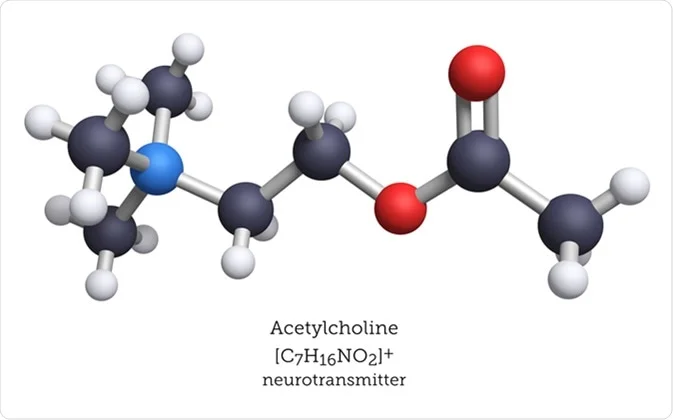 Acetylcholine
[C₇H₁₆NO₂]⁺
neurotransmitter